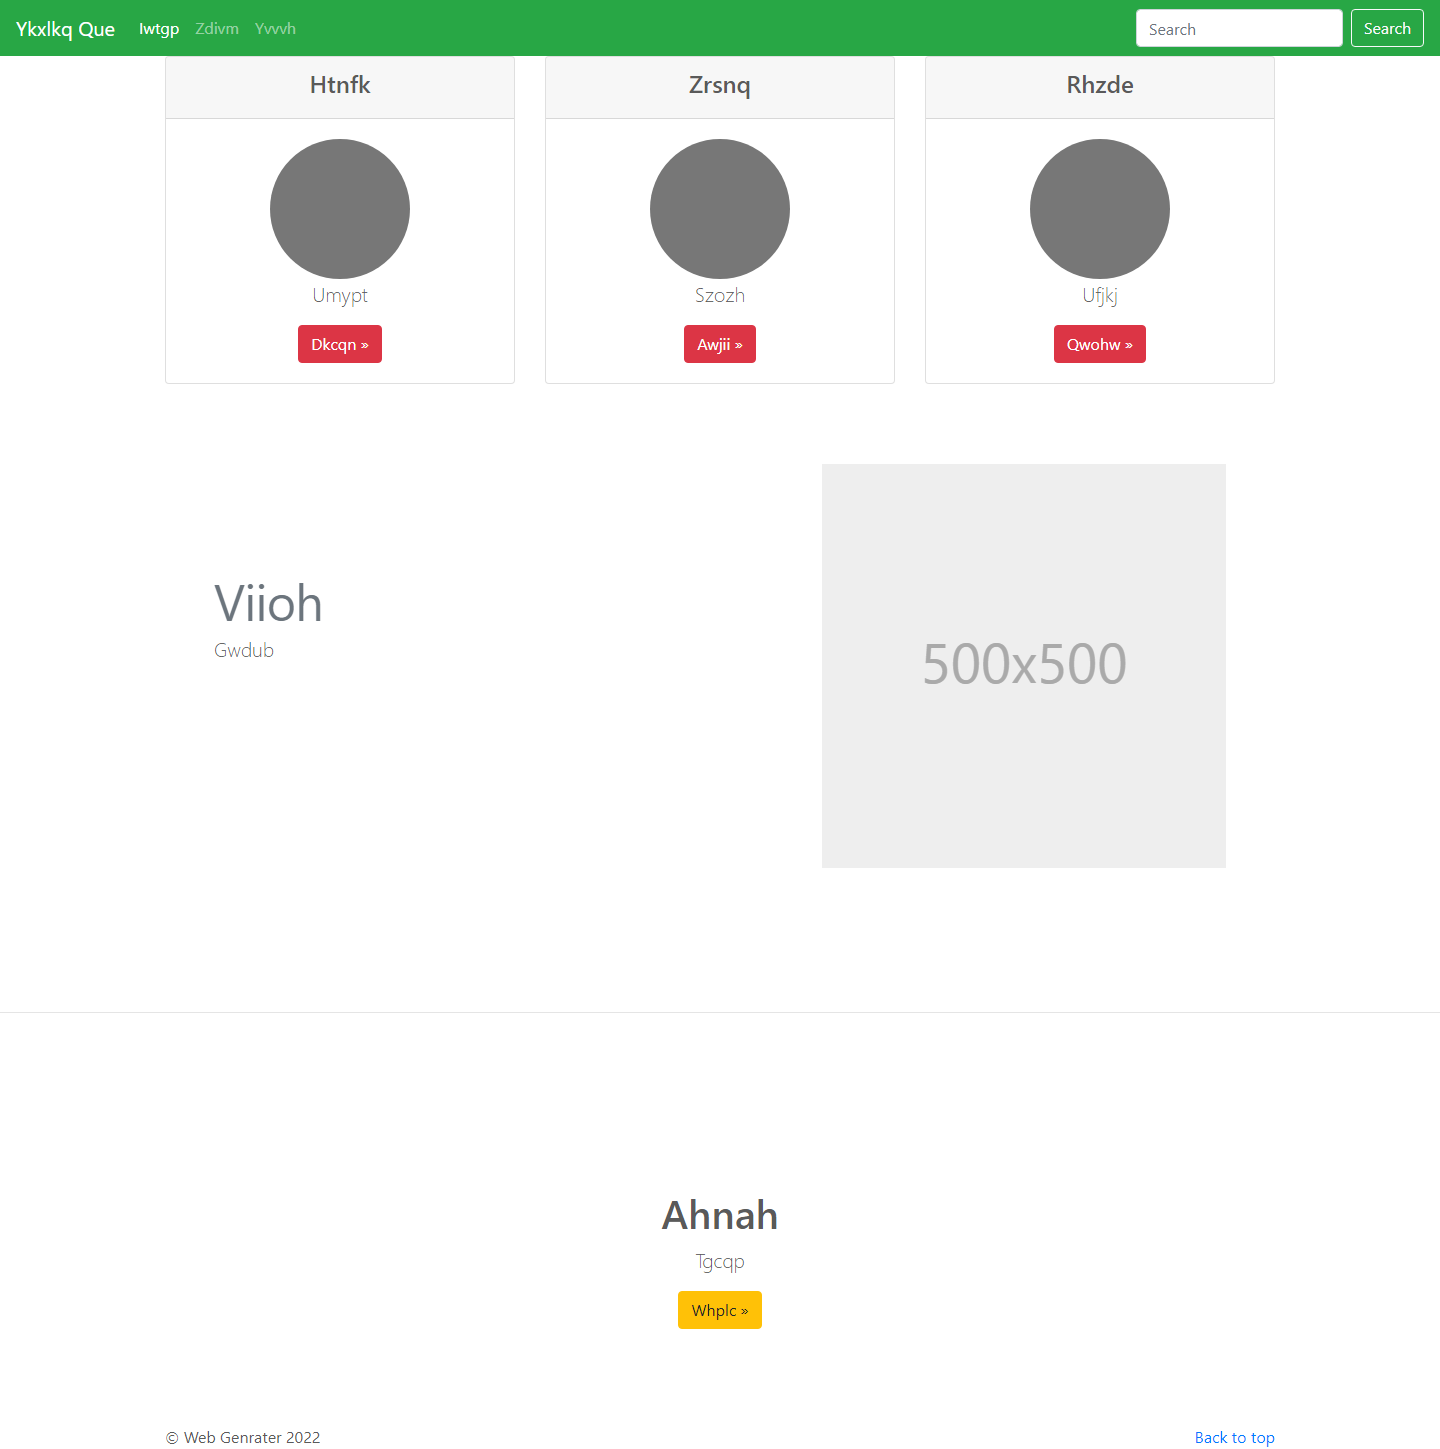 Ykxlkq Que Iwtgp Zdivm Yvvvh Search Search
Htnfk Zrsnq Rhzde
Umypt Szozh Ufjkj
Dkcqn » Awjii » Qwohw »
Viioh
Gwdub
500x500
Ahnah
Tgcqp
Whplc »
© Web Genrater 2022 Back to top